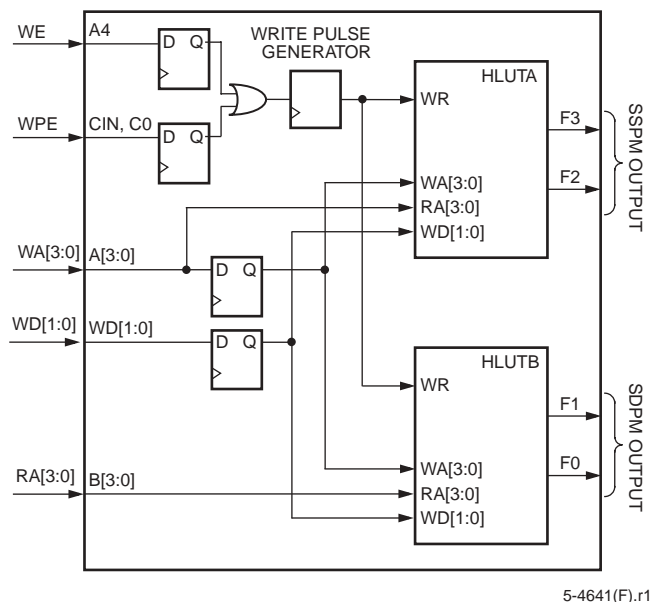 WE
A4
D Q
WRITE PULSE
GENERATOR
HLUTA
WR
F3
WPE
CIN, C0
D Q
F2
SSPM OUTPUT
WA[3:0]
RA[3:0]
WD[1:0]
WA[3:0]
A[3:0]
D Q
WD[1:0]
WD[1:0]
D Q
HLUTB
WR
F1
F0
SDPM OUTPUT
WA[3:0]
RA[3:0]
B[3:0]
RA[3:0]
WD[1:0]
5-4641(F).r1